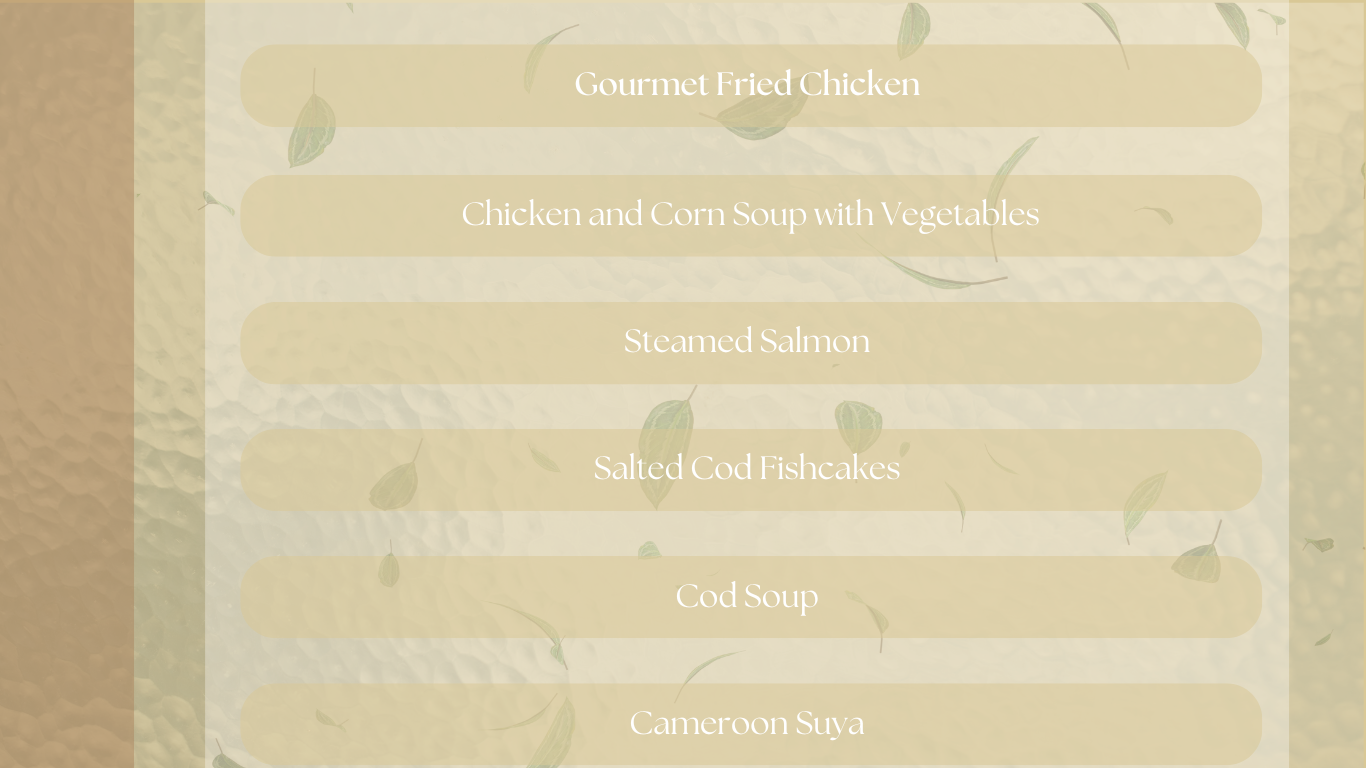 Gourmet Fried Chicken
Chicken and Corn Soup with Vegetables
Steamed Salmon
Salted Cod Fishcakes
Cod Soup
Cameroon Suya